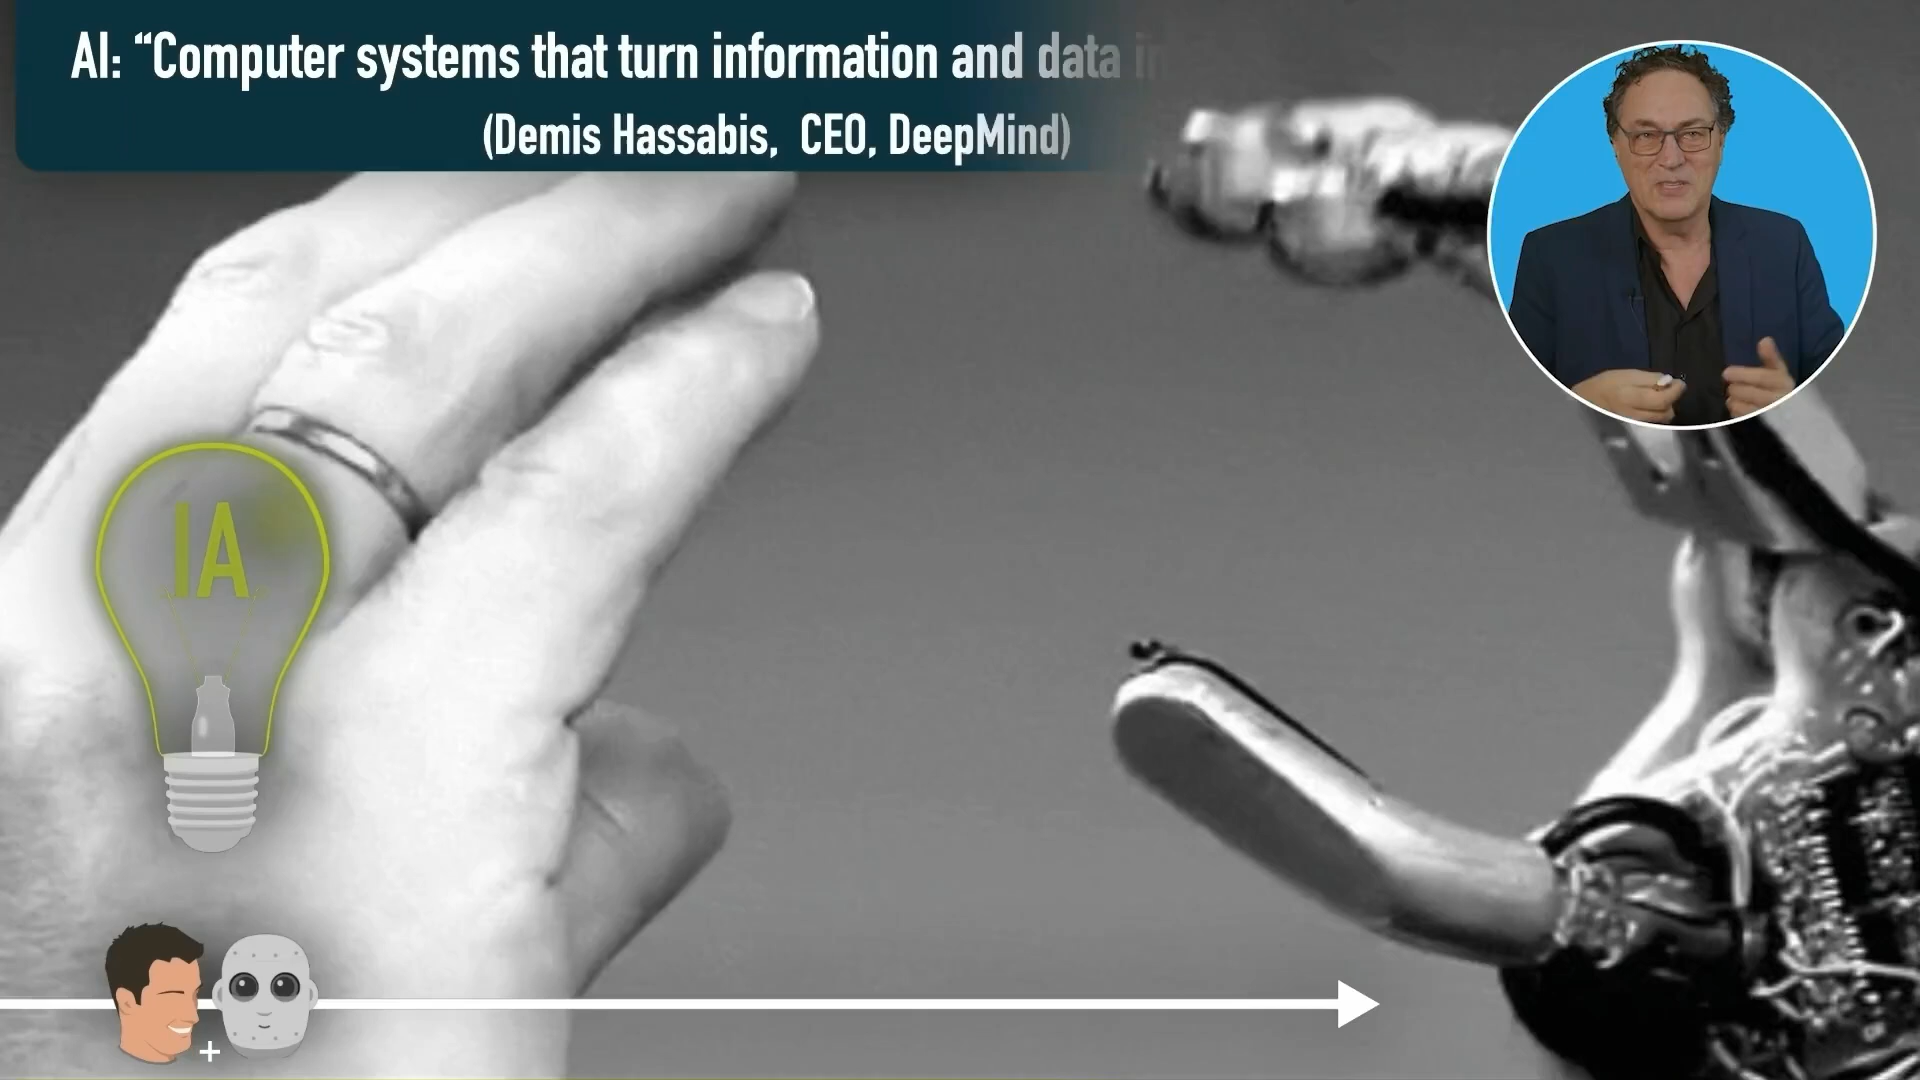 AI: “Computer systems that turn information and data
(Demis Hassabis, CEO, DeepMind)
IA
+